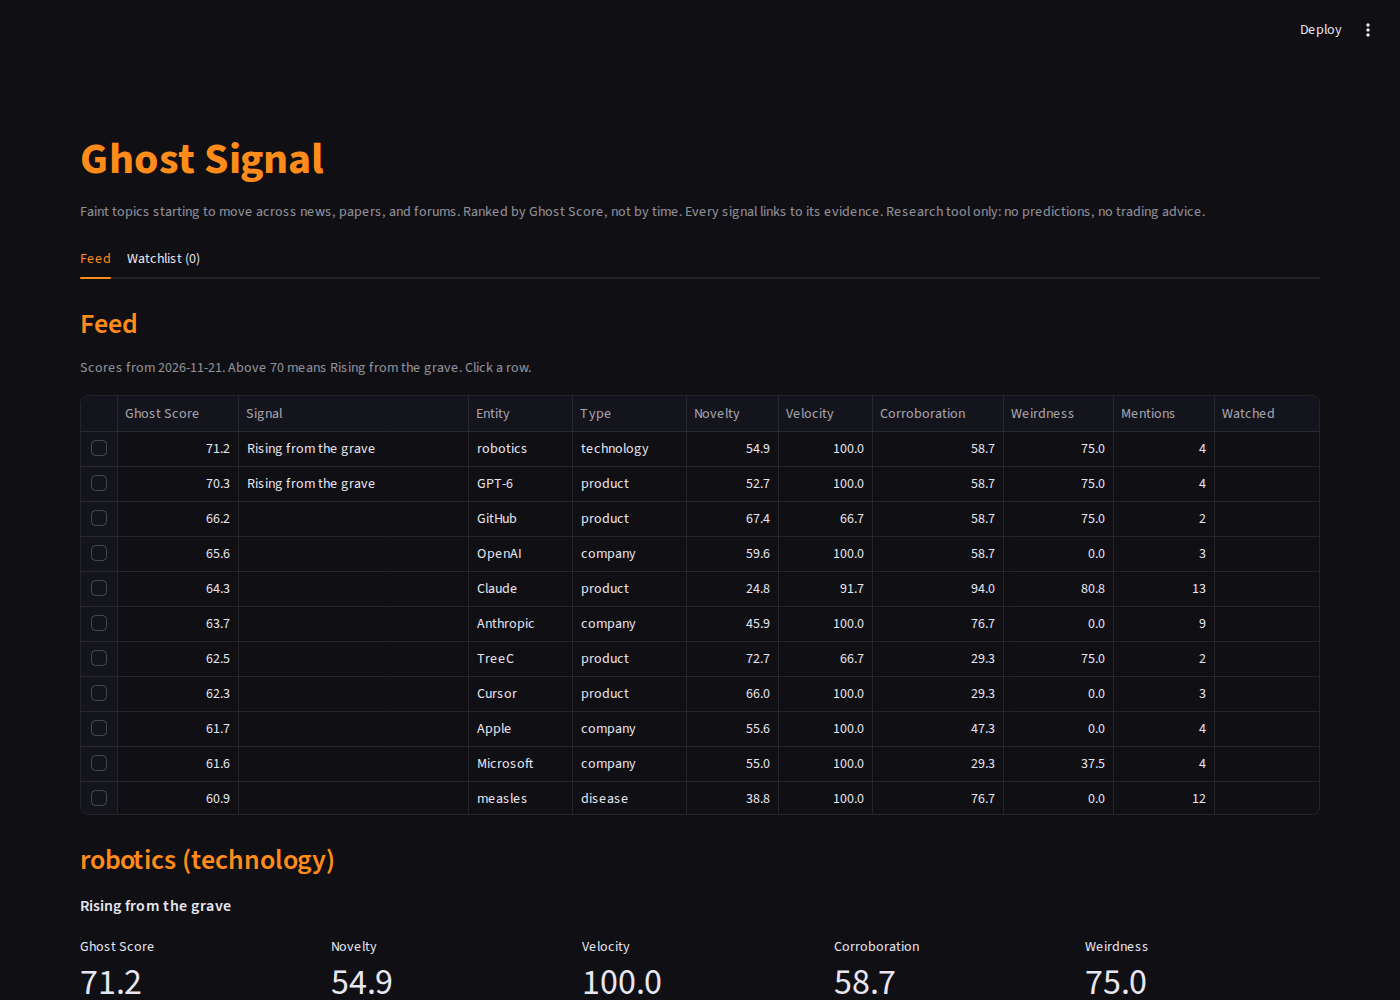 Deploy
Ghost Signal
Faint topics starting to move across news, papers, and forums. Ranked by Ghost Score, not by time. Every signal links to its evidence. Research tool only: no predictions, no trading advice.
Feed Watchlist (0)
Feed
Scores from 2026-11-21. Above 70 means Rising from the grave. Click a row.
Ghost Score Signal Entity Type Novelty Velocity Corroboration Weirdness Mentions Watched
71.2 Rising from the grave robotics technology 54.9 100.0 58.7 75.0 4
70.3 Rising from the grave GPT-6 product 52.7 100.0 58.7 75.0 4
66.2 GitHub product 67.4 66.7 58.7 75.0 2
65.6 OpenAI company 59.6 100.0 58.7 0.0 3
64.3 Claude product 24.8 91.7 94.0 80.8 13
63.7 Anthropic company 45.9 100.0 76.7 0.0 9
62.5 TreeC product 72.7 66.7 29.3 75.0 2
62.3 Cursor product 66.0 100.0 29.3 0.0 3
61.7 Apple company 55.6 100.0 47.3 0.0 4
61.6 Microsoft company 55.0 100.0 29.3 37.5 4
60.9 measles disease 38.8 100.0 76.7 0.0 12
robotics (technology)
Rising from the grave
Ghost Score Novelty Velocity Corroboration Weirdness
71.2 54.9 100.0 58.7 75.0